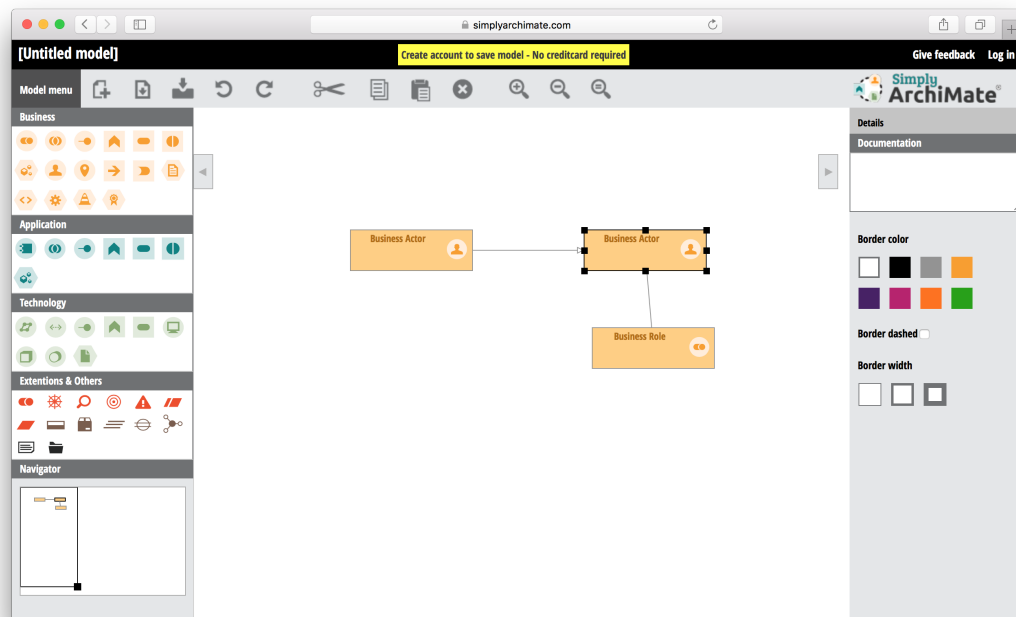 simplyarchimate.com
[Untitled model]
Create account to save model - No creditcard required
Give feedback
Log in
Model menu
Simply
ArchiMate®
Business
Details
Documentation
Business Actor
Business Actor
Application
Border color
Technology
Business Role
Border dashed
Border width
Extentions & Others
Navigator